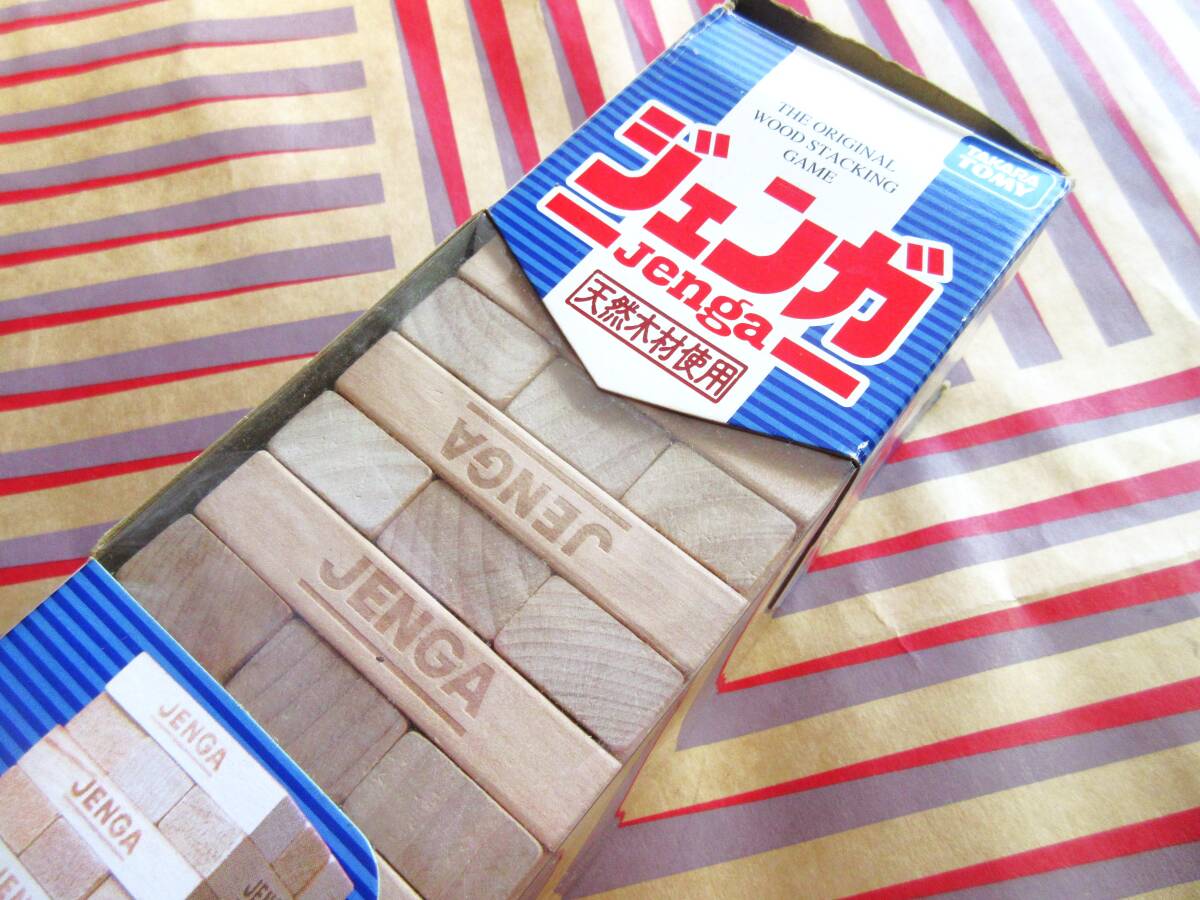 THE ORIGINAL
WOOD STACKING
GAME
TAKARA
TOMY
ジェンガ
Jenga
天然木材使用
JENGA
JENGA
JENGA
JENGA